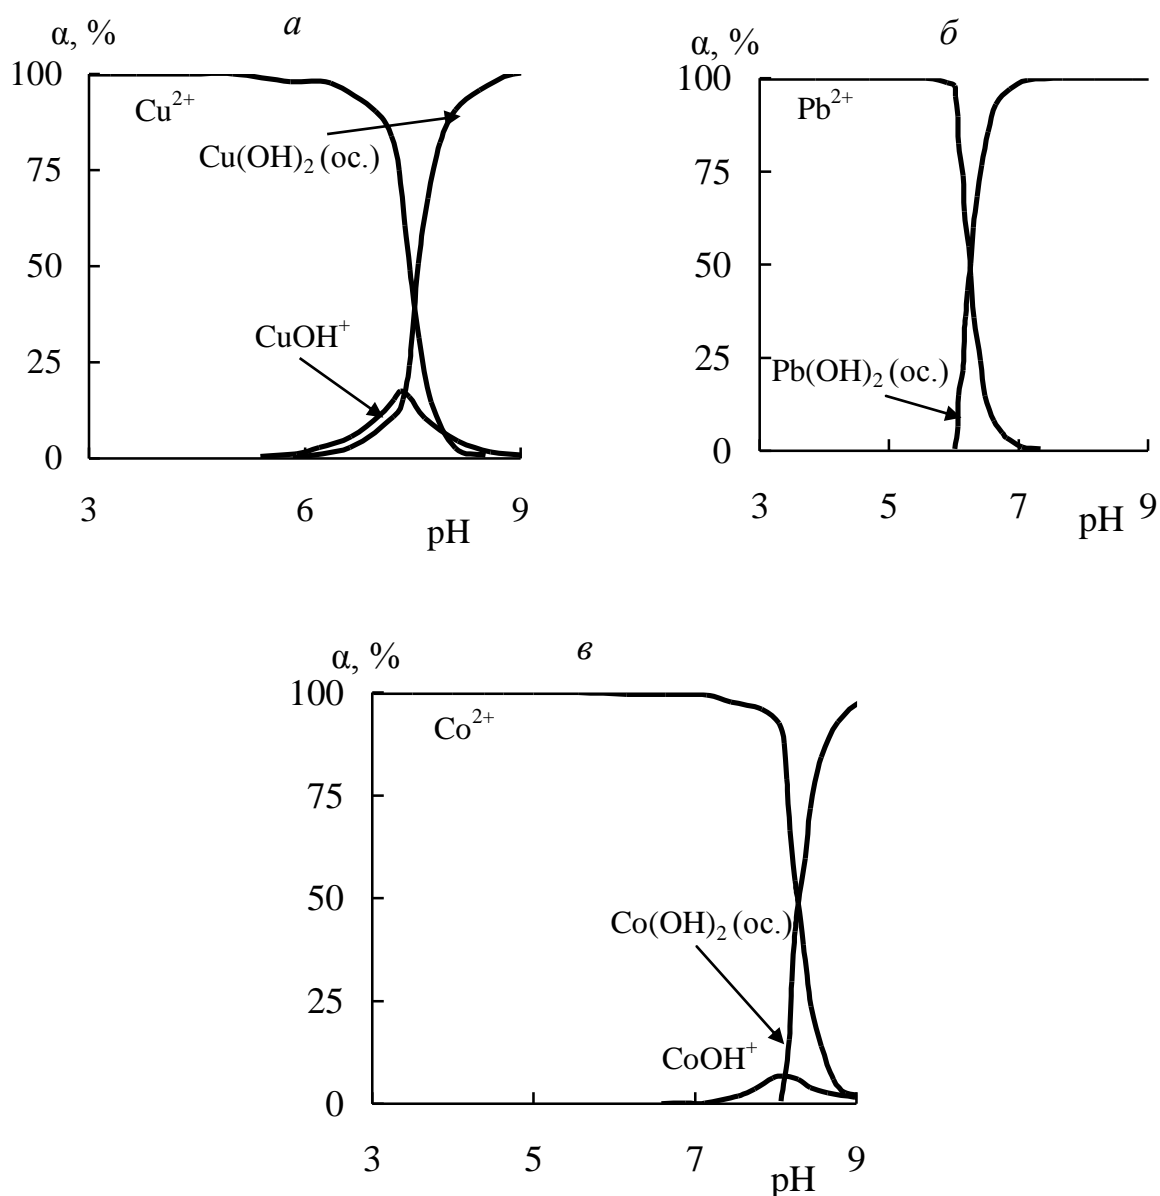 а
α, %
100
75
50
25
0
Cu²⁺
Cu(OH)₂ (ос.)
CuOH⁺
3 6 9
pH
б
α, %
100
75
50
25
0
Pb²⁺
Pb(OH)₂ (ос.)
3 5 7 9
pH
в
α, %
100
75
50
25
0
Co²⁺
Co(OH)₂ (ос.)
CoOH⁺
3 5 7 9
pH